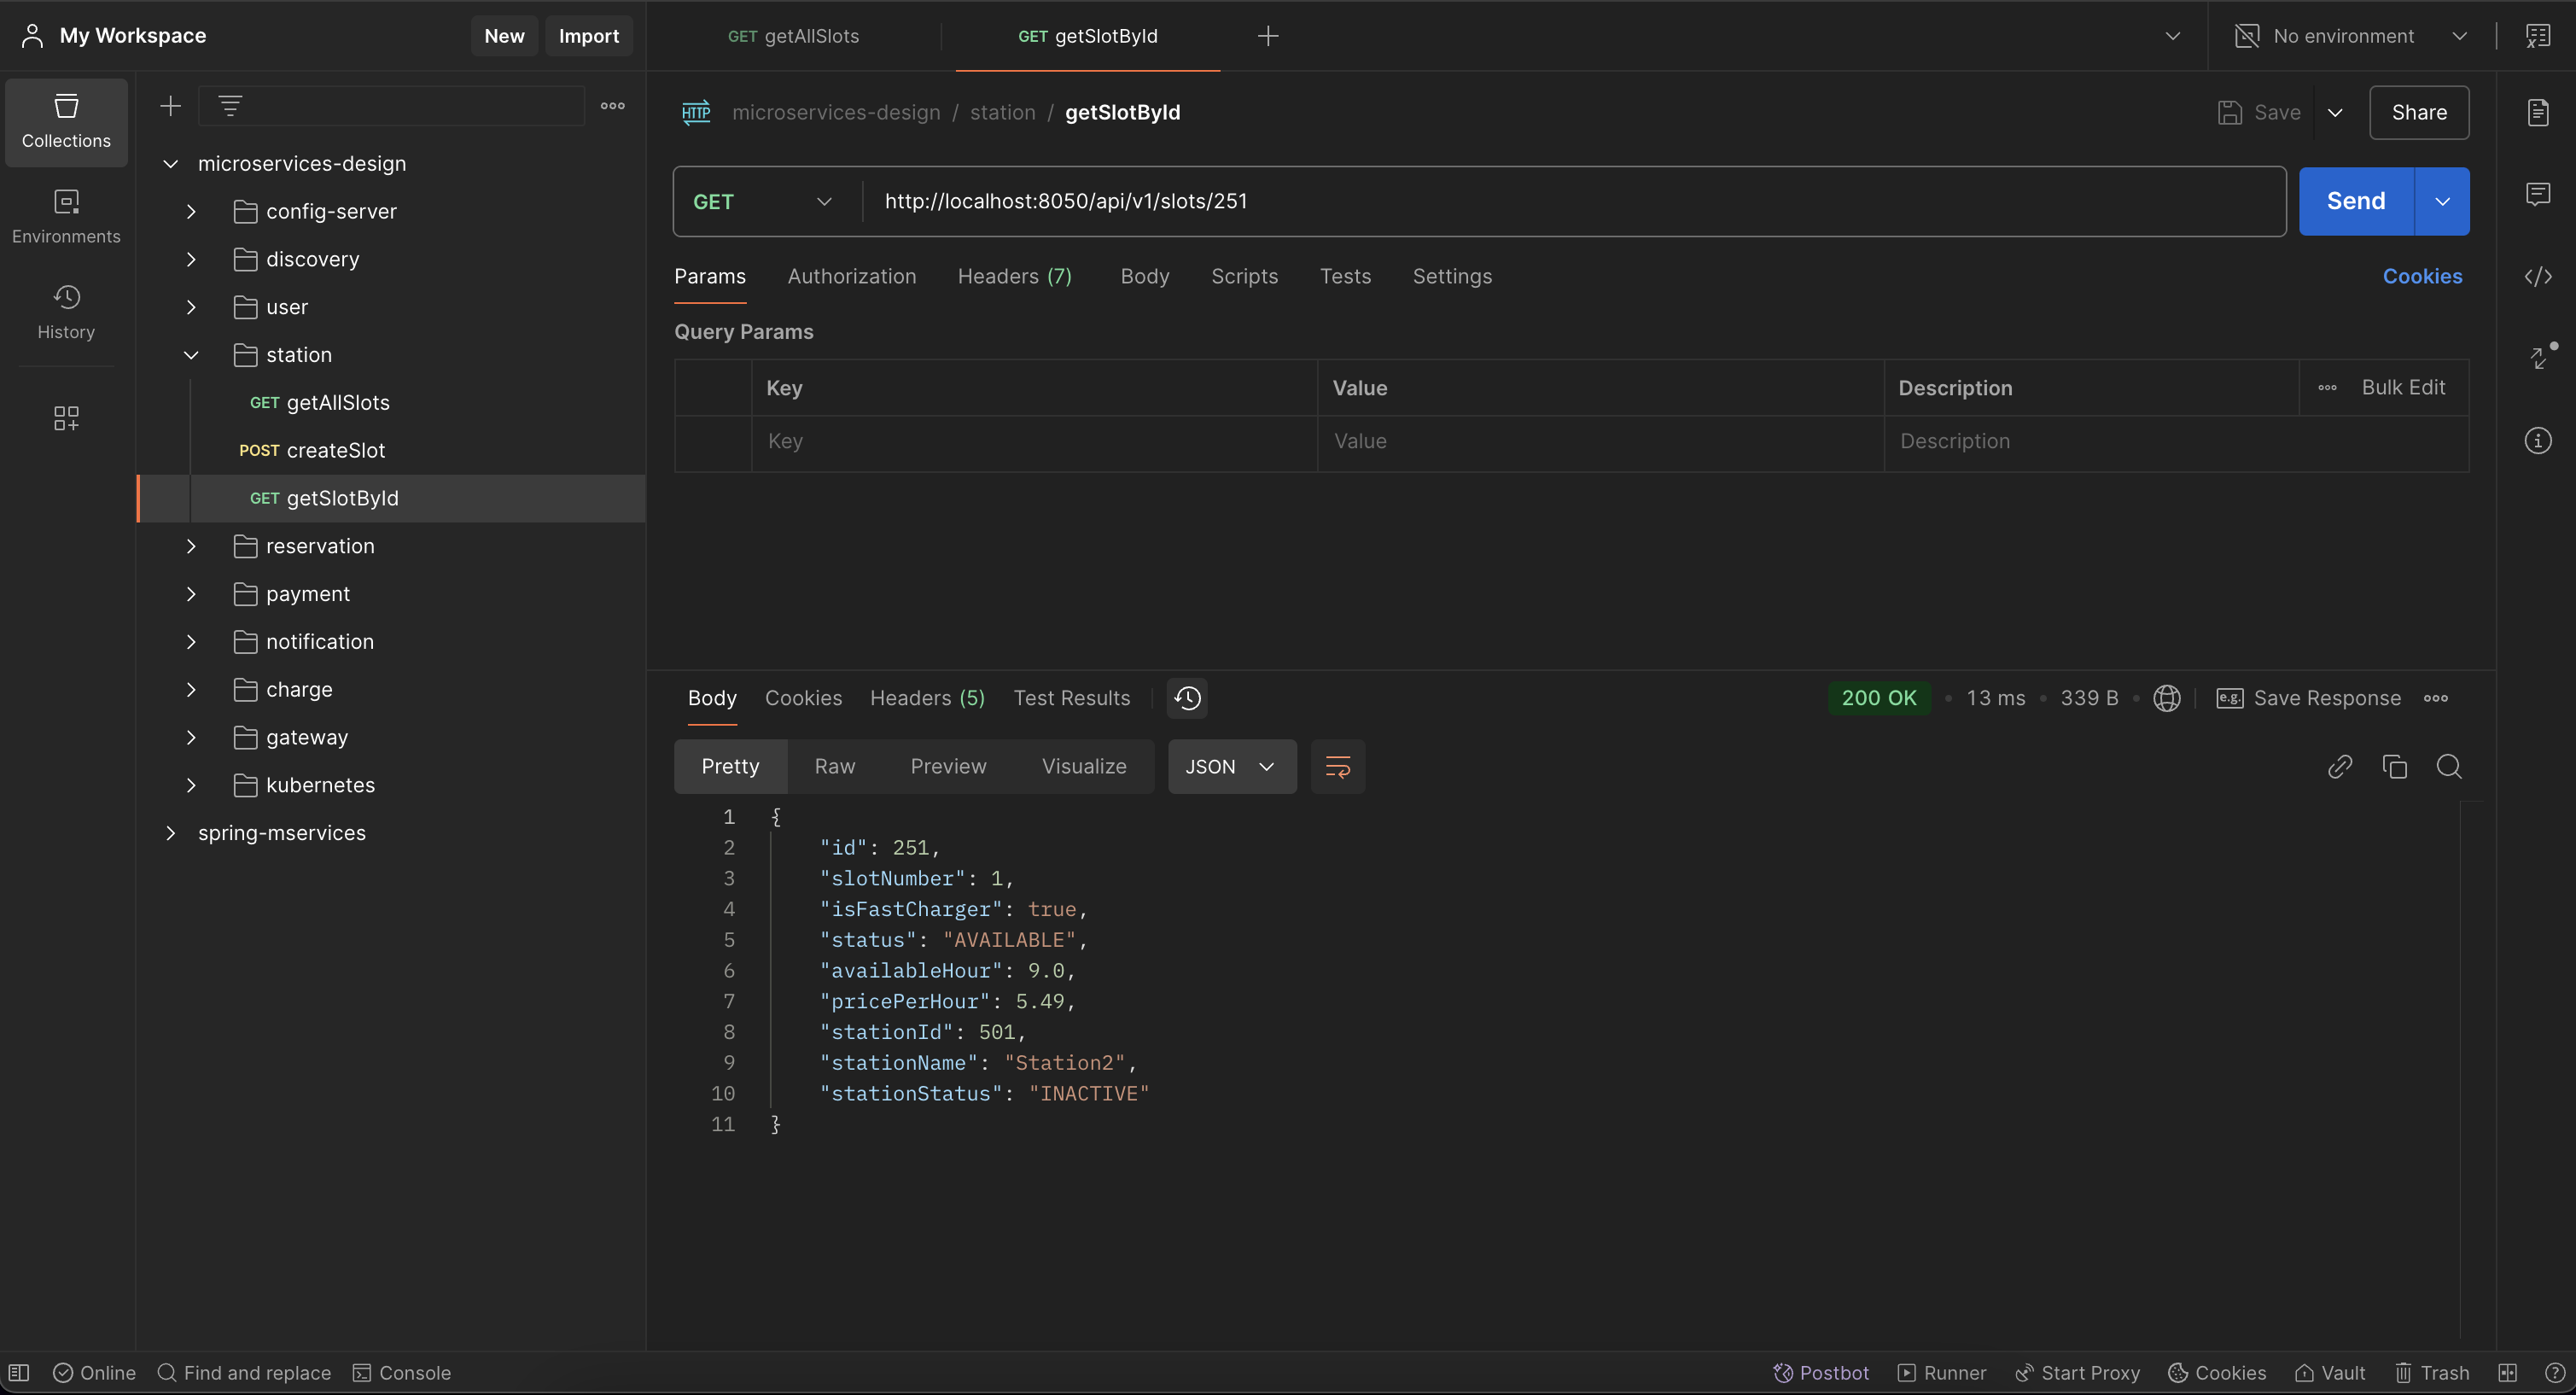 My Workspace New Import
GET getAllSlots GET getSlotById No environment
Collections
Environments
History
microservices-design
config-server
discovery
user
station
GET getAllSlots
POST createSlot
GET getSlotById
reservation
payment
notification
charge
gateway
kubernetes
spring-mservices
HTTP microservices-design / station / getSlotById Save Share
GET http://localhost:8050/api/v1/slots/251 Send
Params Authorization Headers (7) Body Scripts Tests Settings Cookies
Query Params
Key Value Description Bulk Edit
Key Value Description
Body Cookies Headers (5) Test Results 200 OK • 13 ms • 339 B • e.g. Save Response
Pretty Raw Preview Visualize JSON
1 {
2 "id": 251,
3 "slotNumber": 1,
4 "isFastCharger": true,
5 "status": "AVAILABLE",
6 "availableHour": 9.0,
7 "pricePerHour": 5.49,
8 "stationId": 501,
9 "stationName": "Station2",
10 "stationStatus": "INACTIVE"
11 }
Online Find and replace Console Postbot Runner Start Proxy Cookies Vault Trash